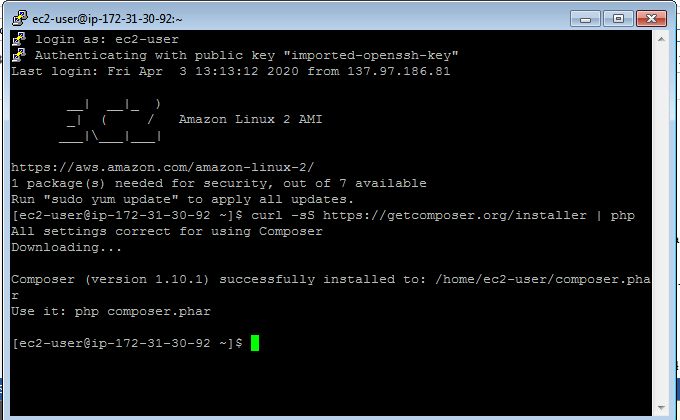 ec2-user@ip-172-31-30-92:~
login as: ec2-user
Authenticating with public key "imported-openssh-key"
Last login: Fri Apr  3 13:13:12 2020 from 137.97.186.81
       __|  __|_  )
       _|  (     /   Amazon Linux 2 AMI
      ___|\___|___|
https://aws.amazon.com/amazon-linux-2/
1 package(s) needed for security, out of 7 available
Run "sudo yum update" to apply all updates.
[ec2-user@ip-172-31-30-92 ~]$ curl -sS https://getcomposer.org/installer | php
All settings correct for using Composer
Downloading...
Composer (version 1.10.1) successfully installed to: /home/ec2-user/composer.pha
r
Use it: php composer.phar
[ec2-user@ip-172-31-30-92 ~]$